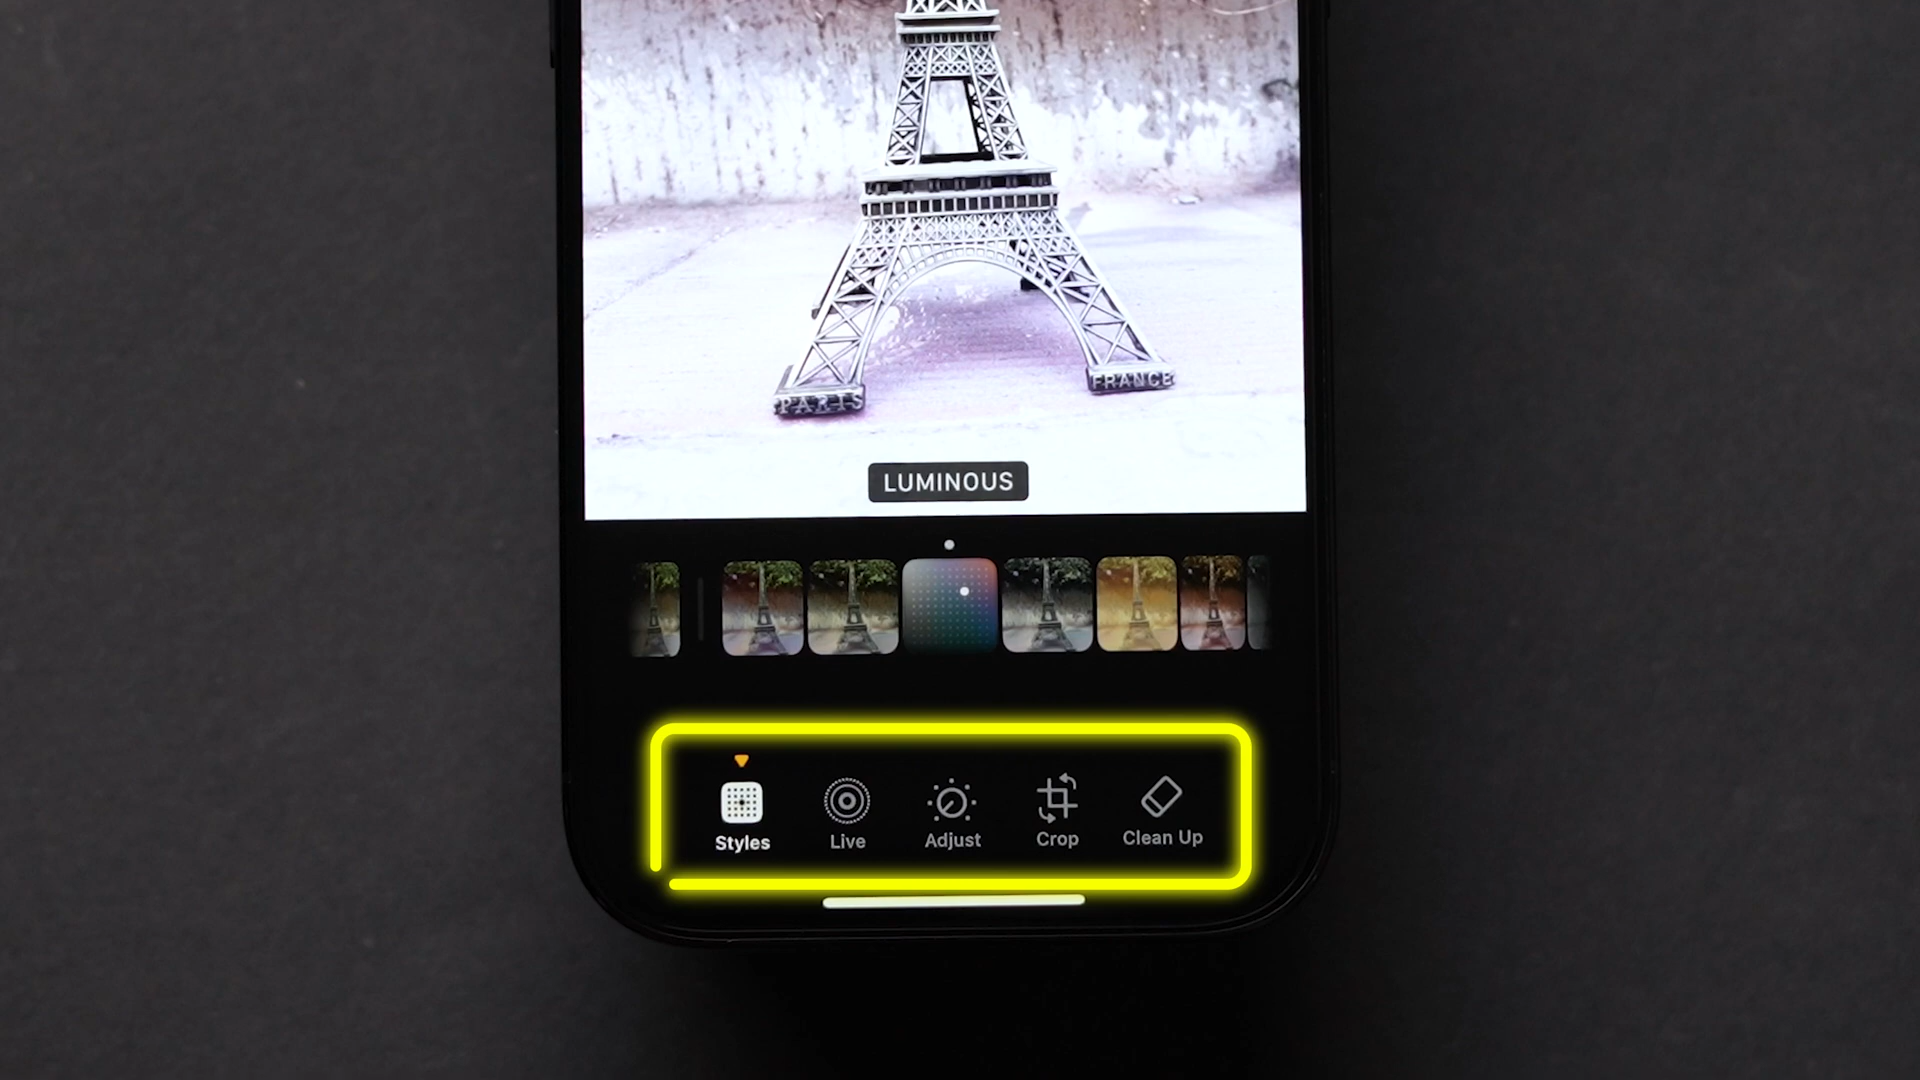 PARIS
FRANCE
LUMINOUS
Styles
Live
Adjust
Crop
Clean Up